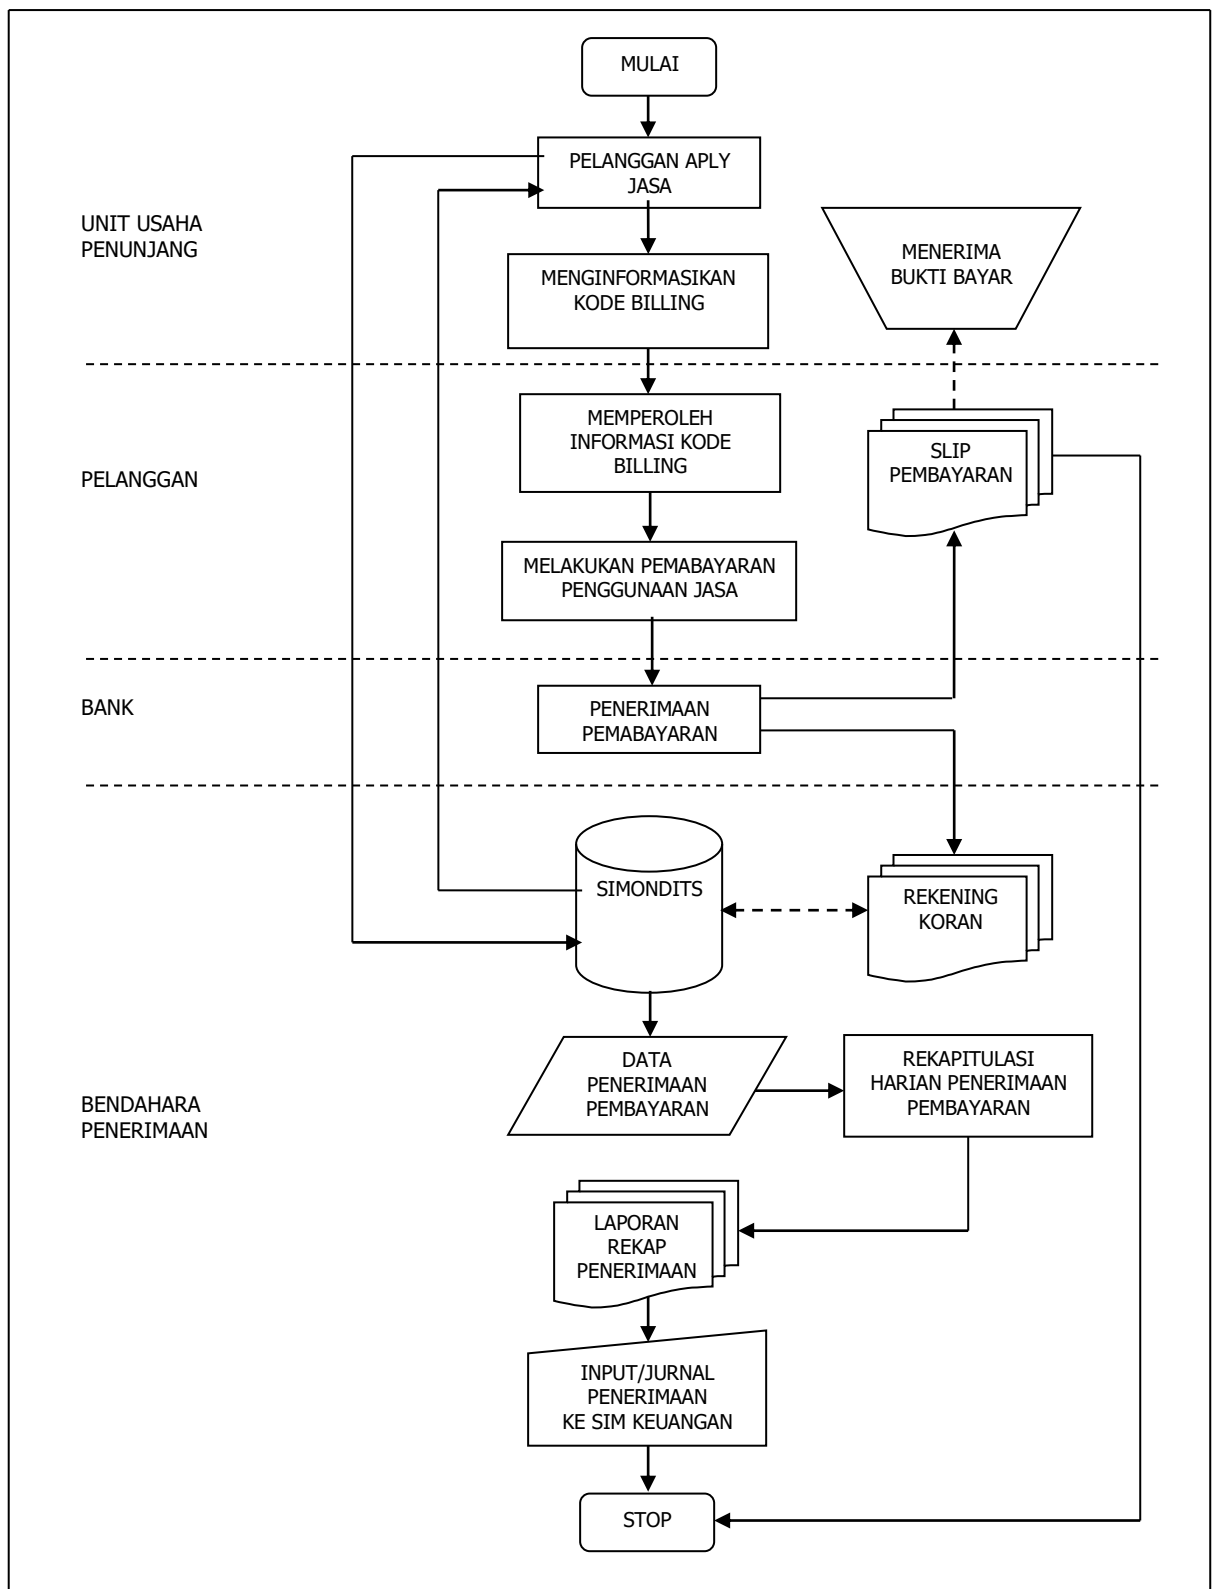 MULAI
PELANGGAN APLY
JASA
UNIT USAHA
PENUNJANG
MENERIMA
BUKTI BAYAR
MENGINFORMASIKAN
KODE BILLING
MEMPEROLEH
INFORMASI KODE
BILLING
SLIP
PEMBAYARAN
PELANGGAN
MELAKUKAN PEMABAYARAN
PENGGUNAAN JASA
BANK
PENERIMAAN
PEMABAYARAN
SIMONDITS
REKENING
KORAN
DATA
PENERIMAAN
PEMBAYARAN
REKAPITULASI
HARIAN PENERIMAAN
PEMBAYARAN
BENDAHARA
PENERIMAAN
LAPORAN
REKAP
PENERIMAAN
INPUT/JURNAL
PENERIMAAN
KE SIM KEUANGAN
STOP